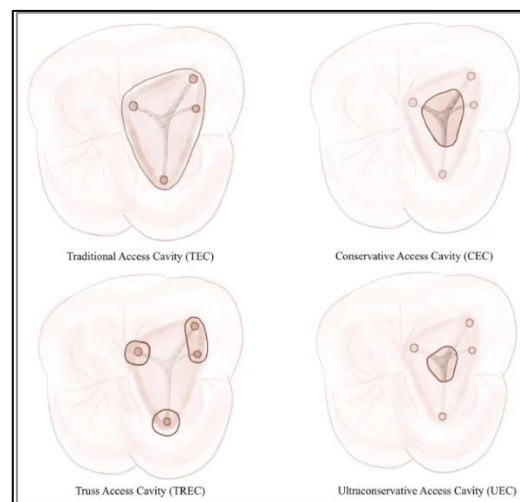 Traditional Access Cavity (TEC)
Conservative Access Cavity (CEC)
Truss Access Cavity (TREC)
Ultraconservative Access Cavity (UEC)